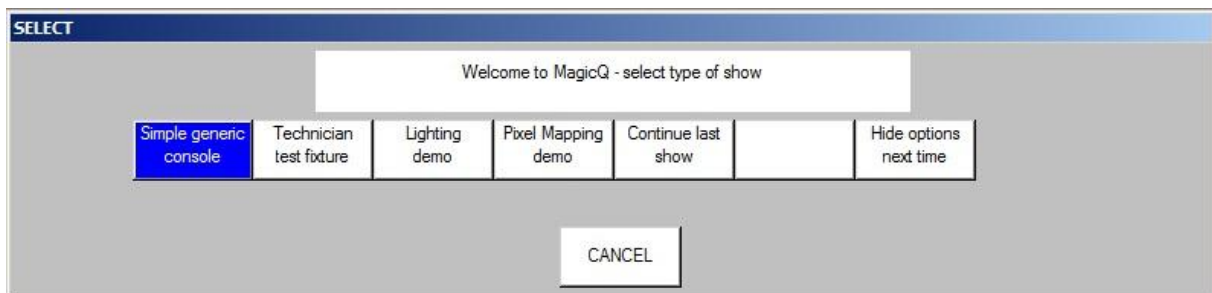 SELECT
Welcome to MagicQ - select type of show
Simple generic
console
Technician
test fixture
Lighting
demo
Pixel Mapping
demo
Continue last
show
Hide options
next time
CANCEL